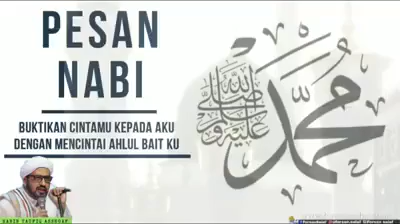 PESAN
NABI
BUKTIKAN CINTAMU KEPADA AKU
DENGAN MENCINTAI AHLUL BAIT KU
محمد
صلى الله عليه وسلم